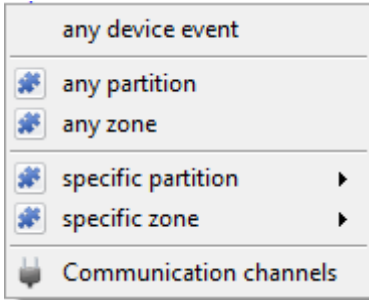 any device event
any partition
any zone
specific partition
specific zone
Communication channels